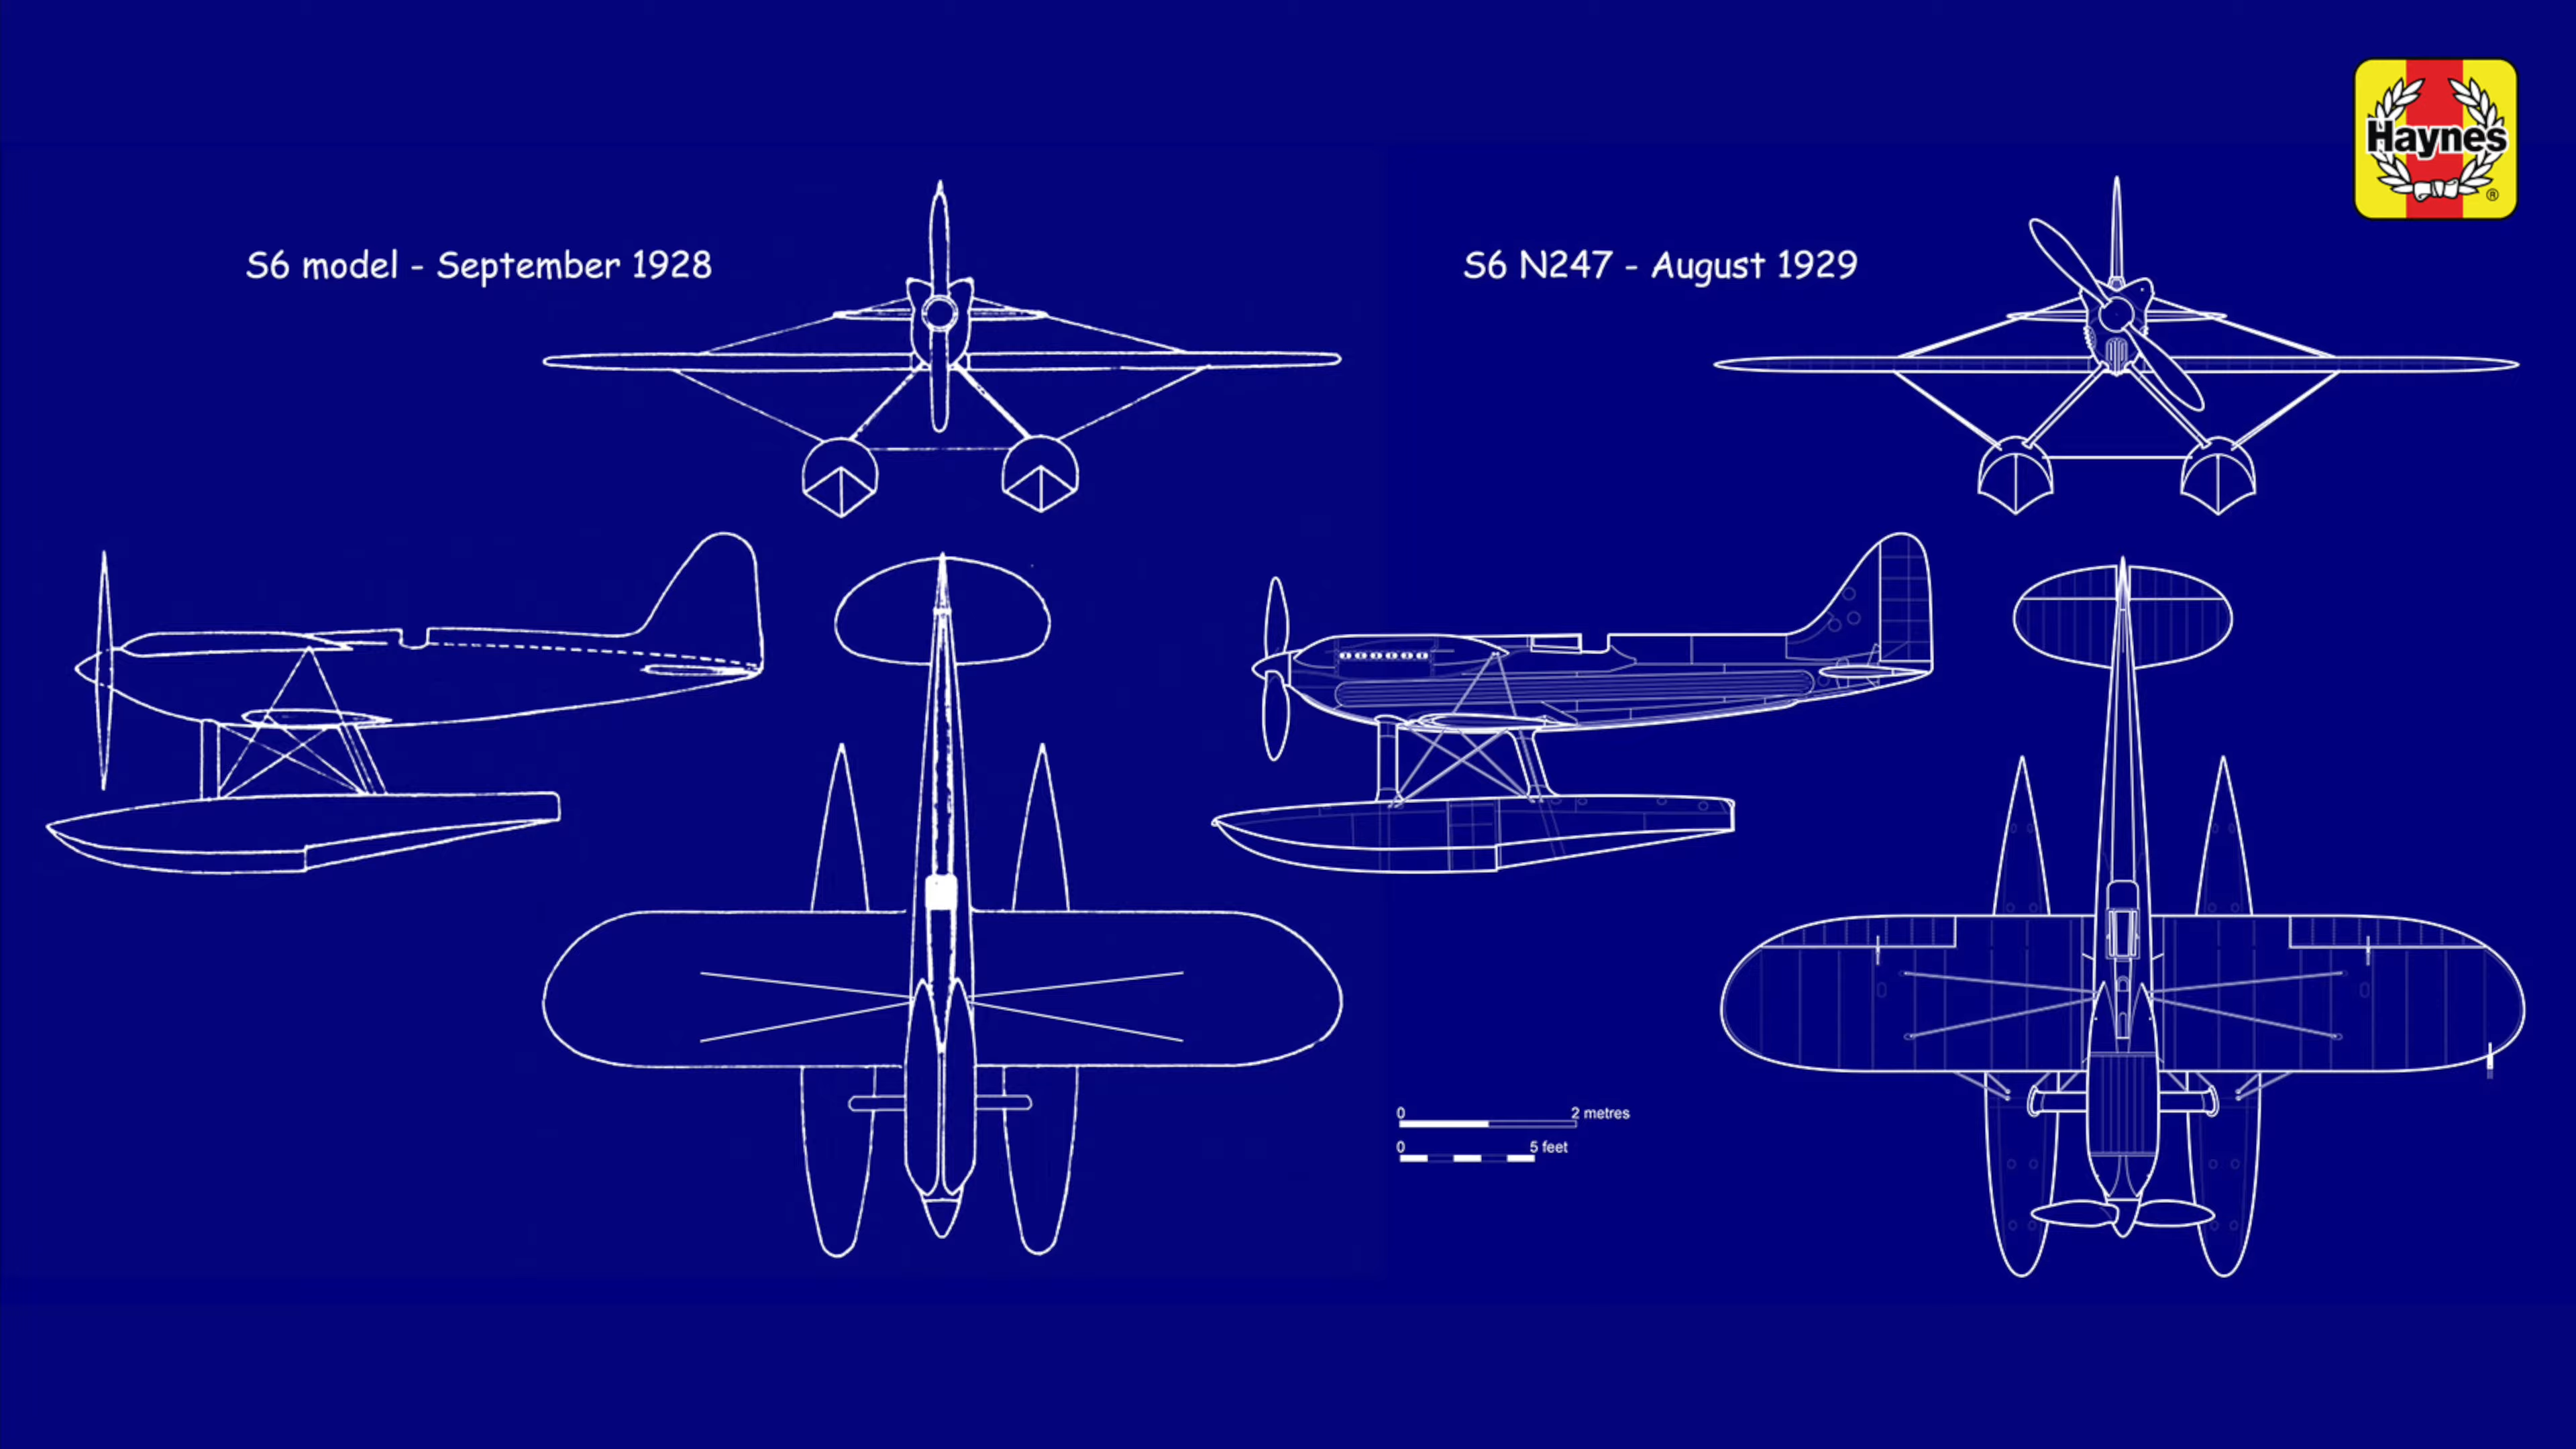 Haynes
®
S6 model - September 1928
S6 N247 - August 1929
0 2 metres
0 5 feet